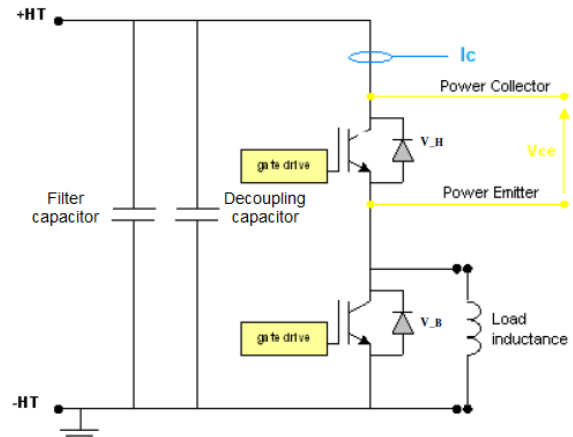 +HT
Ic
Power Collector
V_H
Vce
gate drive
Power Emitter
Filter
capacitor
Decoupling
capacitor
V_B
Load
inductance
gate drive
-HT